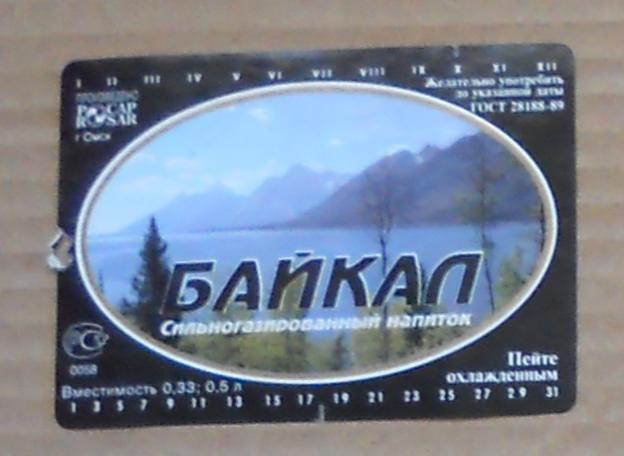 I II III IV V VI VII VIII IX X XI XII
ПРОИЗВЕДЕНО
РОСАР
ROSAR
г Омск
Желательно употребить
до указанной даты
ГОСТ 28188-89
БАЙКАЛ
Сильногазированный напиток
РСТ
0058
Пейте
охлажденным
Вместимость 0,33; 0,5 л
1 3 5 7 9 11 13 15 17 19 21 23 25 27 29 31